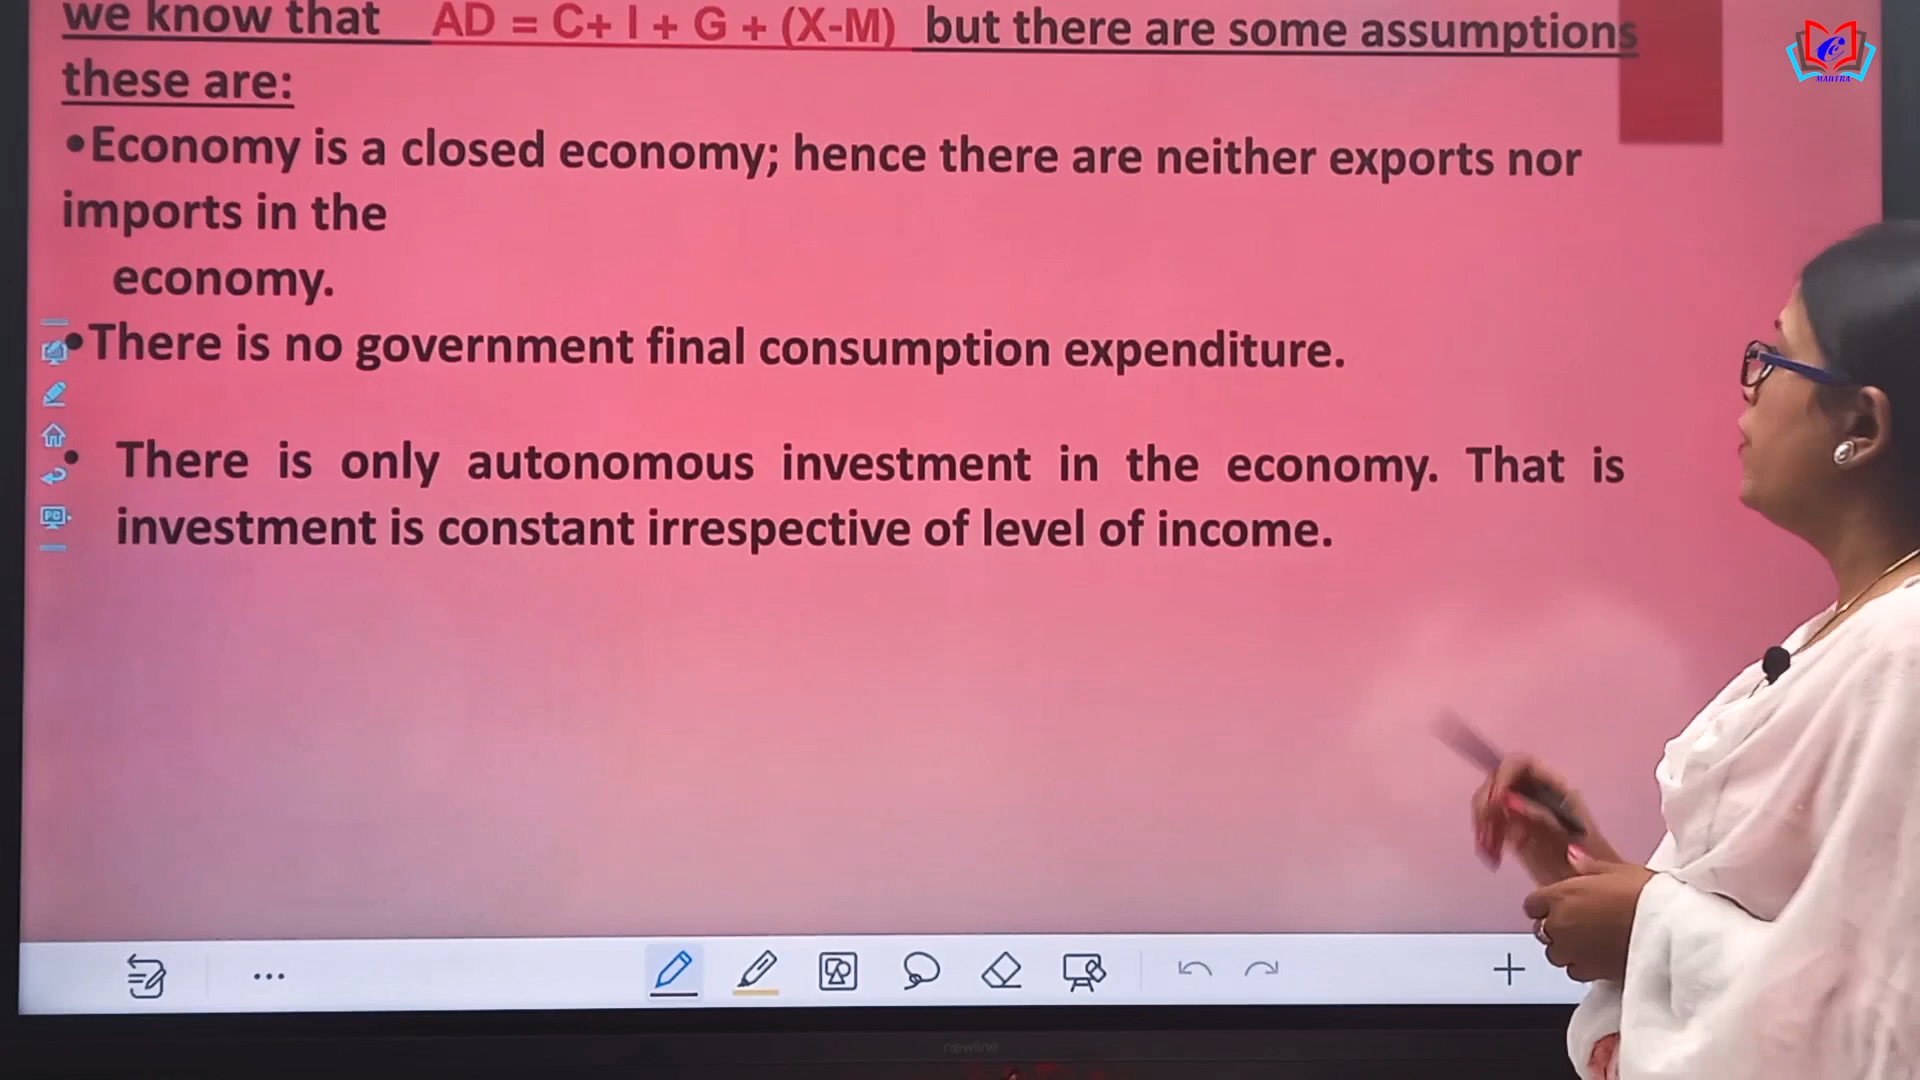 we know that AD = C+ I + G + (X-M) but there are some assumptions
these are:
•Economy is a closed economy; hence there are neither exports nor
imports in the
economy.
•There is no government final consumption expenditure.
• There is only autonomous investment in the economy. That is
investment is constant irrespective of level of income.
newline
MANTRA